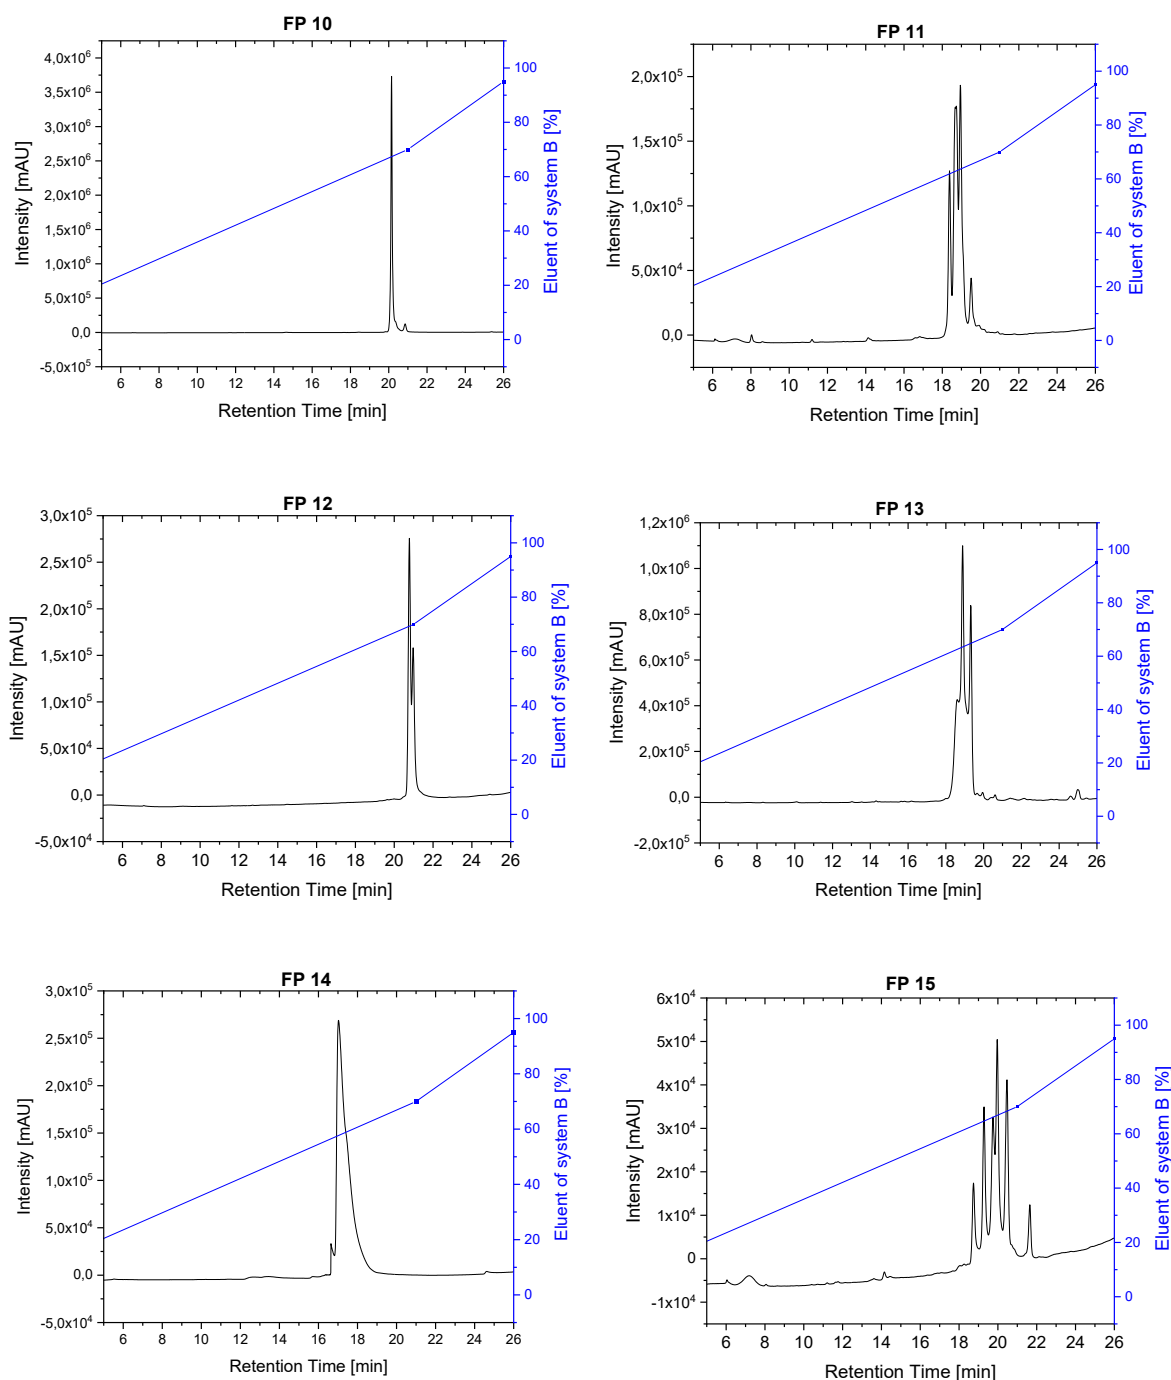 FP 10
4,0x10⁶
3,5x10⁶
3,0x10⁶
2,5x10⁶
2,0x10⁶
1,5x10⁶
1,0x10⁶
5,0x10⁵
0,0
-5,0x10⁵
Intensity [mAU]
100
80
60
40
20
0
Eluent of system B [%]
6 8 10 12 14 16 18 20 22 24 26
Retention Time [min]
FP 11
2,0x10⁵
1,5x10⁵
1,0x10⁵
5,0x10⁴
0,0
Intensity [mAU]
100
80
60
40
20
0
Eluent of system B [%]
6 8 10 12 14 16 18 20 22 24 26
Retention Time [min]
FP 12
3,0x10⁵
2,5x10⁵
2,0x10⁵
1,5x10⁵
1,0x10⁵
5,0x10⁴
0,0
-5,0x10⁴
Intensity [mAU]
100
80
60
40
20
0
Eluent of system B [%]
6 8 10 12 14 16 18 20 22 24 26
Retention Time [min]
FP 13
1,2x10⁶
1,0x10⁶
8,0x10⁵
6,0x10⁵
4,0x10⁵
2,0x10⁵
0,0
-2,0x10⁵
Intensity [mAU]
100
80
60
40
20
0
Eluent of system B [%]
6 8 10 12 14 16 18 20 22 24 26
Retention Time [min]
FP 14
3,0x10⁵
2,5x10⁵
2,0x10⁵
1,5x10⁵
1,0x10⁵
5,0x10⁴
0,0
-5,0x10⁴
Intensity [mAU]
100
80
60
40
20
0
Eluent of system B [%]
6 8 10 12 14 16 18 20 22 24 26
Retention Time [min]
FP 15
6x10⁴
5x10⁴
4x10⁴
3x10⁴
2x10⁴
1x10⁴
0
-1x10⁴
Intensity [mAU]
100
80
60
40
20
0
Eluent of system B [%]
6 8 10 12 14 16 18 20 22 24 26
Retention Time [min]